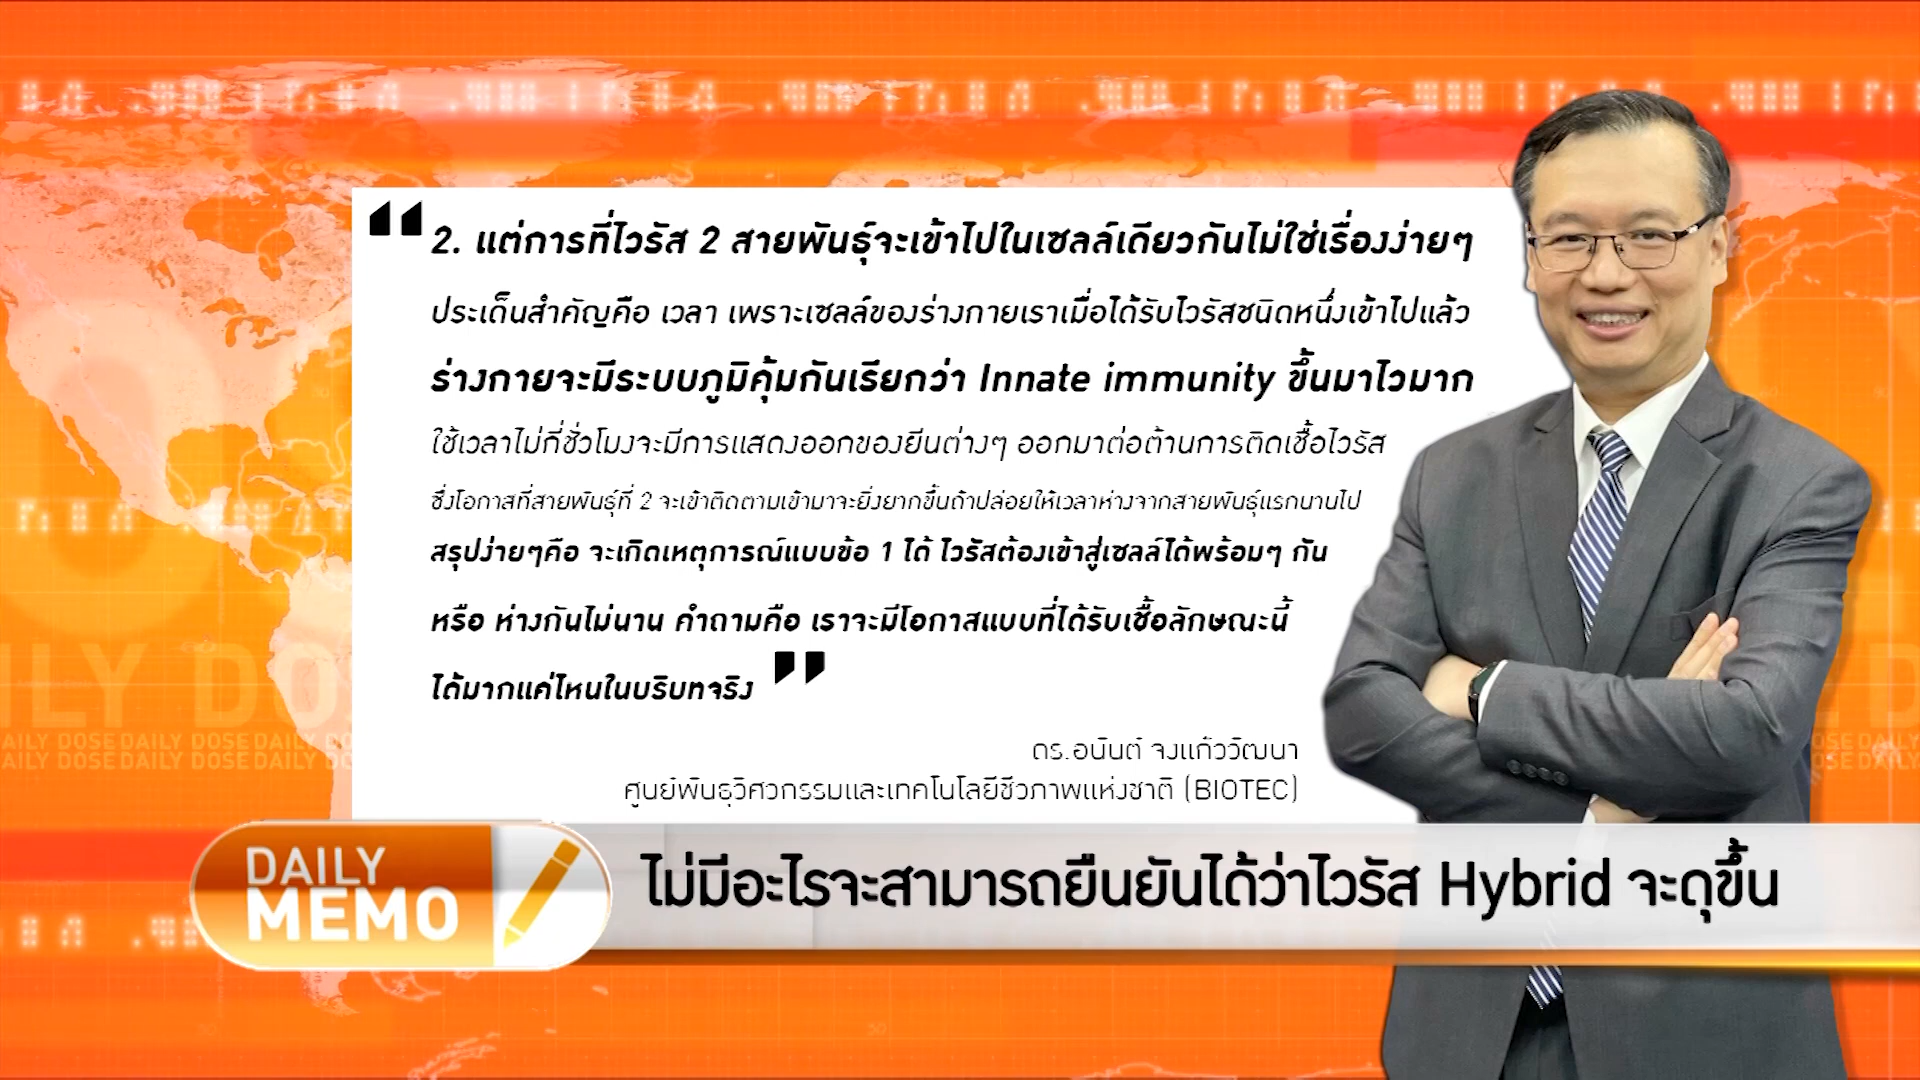 2. แต่การที่ไวรัส 2 สายพันธุ์จะเข้าไปในเซลล์เดียวกันไม่ใช่เรื่องง่ายๆ
ประเด็นสำคัญคือ เวลา เพราะเซลล์ของร่างกายเราเมื่อได้รับไวรัสชนิดหนึ่งเข้าไปแล้ว
ร่างกายจะมีระบบภูมิคุ้มกันเรียกว่า Innate immunity ขึ้นมาไวมาก
ใช้เวลาไม่กี่ชั่วโมงจะมีการแสดงออกของยีนต่างๆ ออกมาต่อต้านการติดเชื้อไวรัส
ซึ่งโอกาสที่สายพันธุ์ที่ 2 จะเข้าติดตามเข้ามาจะยิ่งยากขึ้นถ้าปล่อยให้เวลาห่างจากสายพันธุ์แรกนานไป
สรุปง่ายๆคือ จะเกิดเหตุการณ์แบบข้อ 1 ได้ ไวรัสต้องเข้าสู่เซลล์ได้พร้อมๆ กัน
หรือ ห่างกันไม่นาน คำถามคือ เราจะมีโอกาสแบบที่ได้รับเชื้อลักษณะนี้
ได้มากแค่ไหนในบริบทจริง
ดร.อนันต์ จงแก้ววัฒนา
ศูนย์พันธุวิศวกรรมและเทคโนโลยีชีวภาพแห่งชาติ (BIOTEC)
DAILY
MEMO
ไม่มีอะไรจะสามารถยืนยันได้ว่าไวรัส Hybrid จะดุขึ้น
ILY DOS
AILY DOSE DAILY DOSE DAILY DO
AILY DOSE DAILY DOSE DAILY D